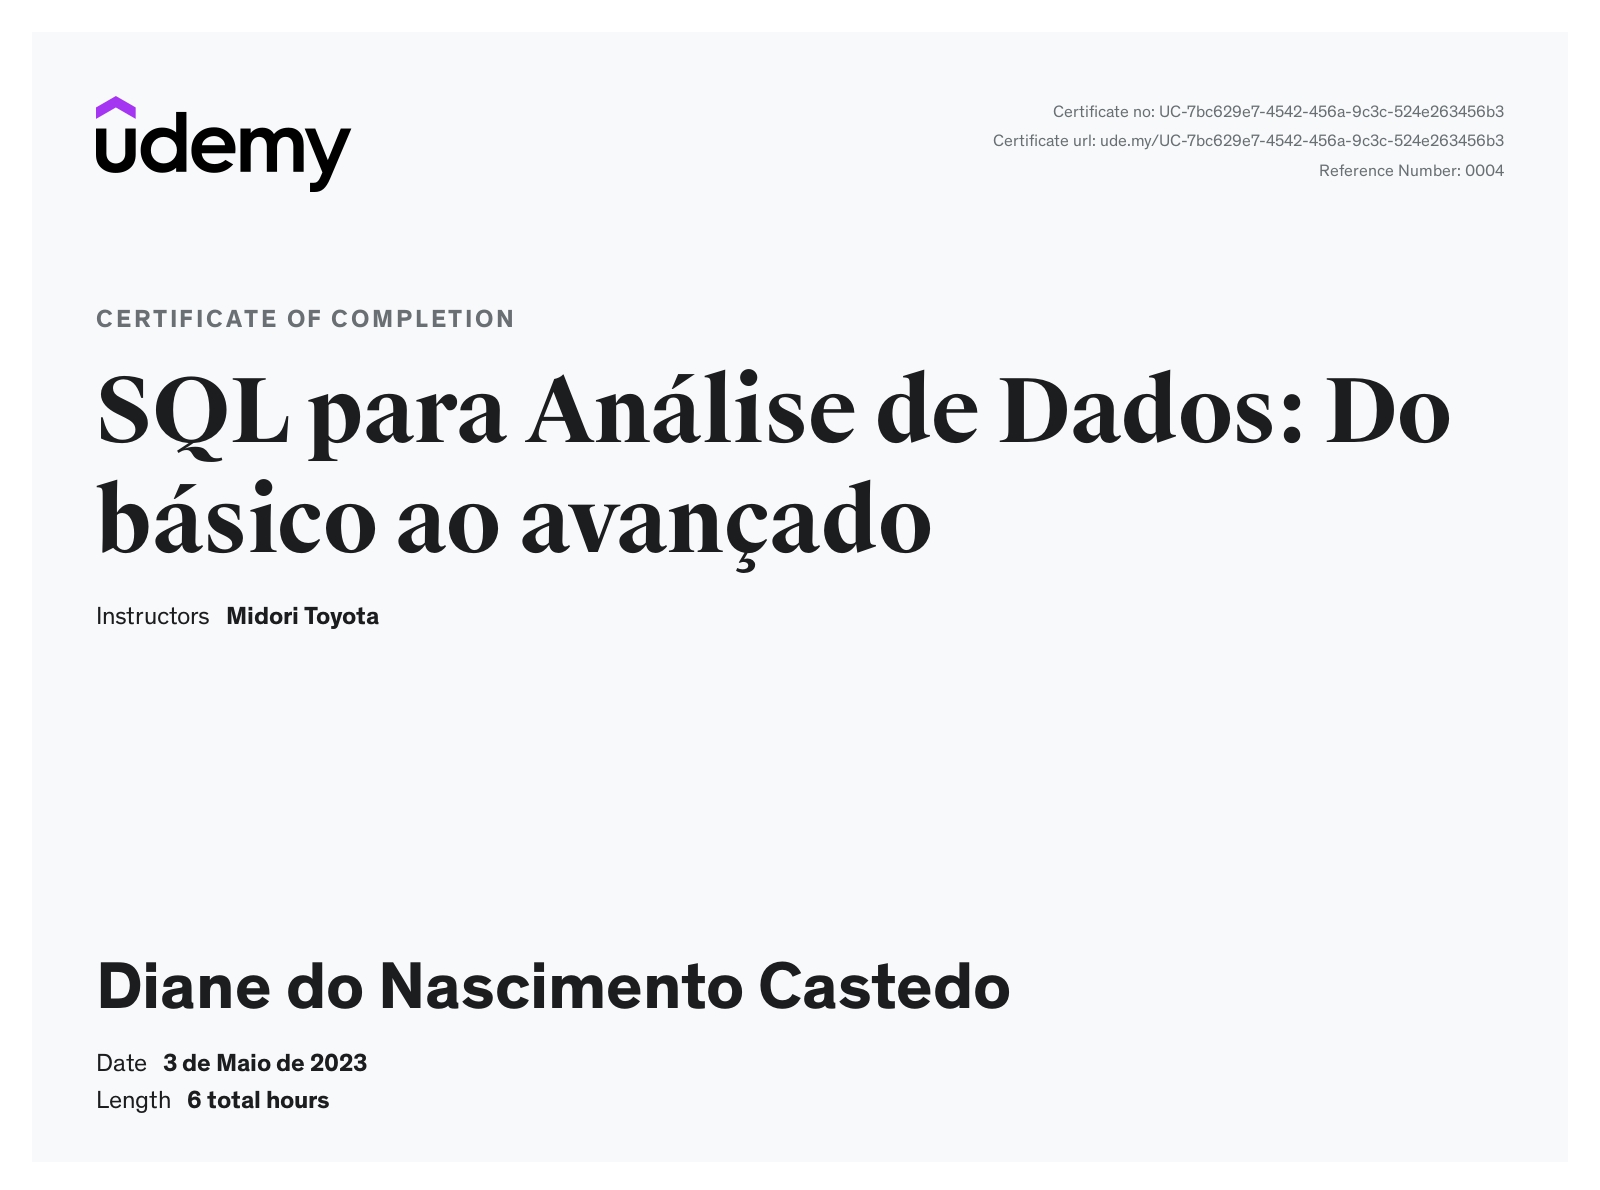 udemy
Certificate no: UC-7bc629e7-4542-456a-9c3c-524e263456b3
Certificate url: ude.my/UC-7bc629e7-4542-456a-9c3c-524e263456b3
Reference Number: 0004
CERTIFICATE OF COMPLETION
SQL para Análise de Dados: Do
básico ao avançado
Instructors Midori Toyota
Diane do Nascimento Castedo
Date 3 de Maio de 2023
Length 6 total hours